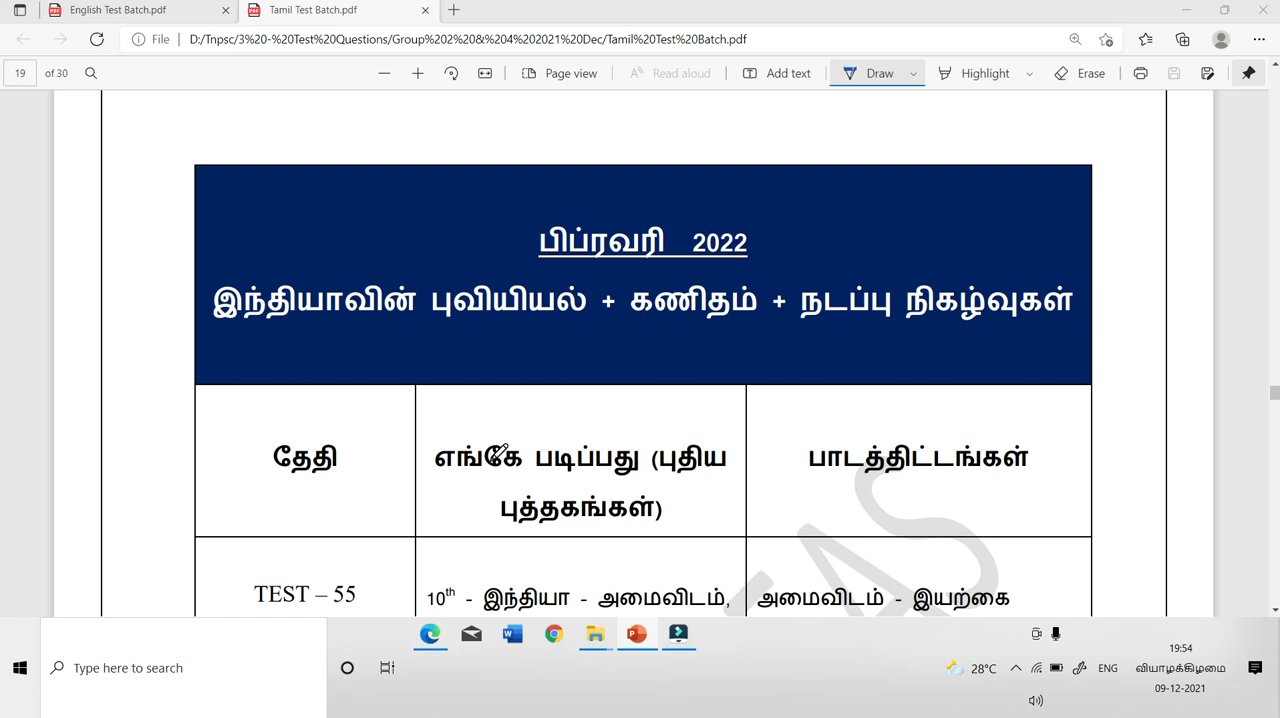 English Test Batch.pdf
Tamil Test Batch.pdf
File D:/Tnpsc/3%20-%20Test%20Questions/Group%202%20&%204%202021%20Dec/Tamil%20Test%20Batch.pdf
19 of 30 Page view Read aloud Add text Draw Highlight Erase
பிப்ரவரி 2022
இந்தியாவின் புவியியல் + கணிதம் + நடப்பு நிகழ்வுகள்
தேதி
எங்கே படிப்பது (புதிய
புத்தகங்கள்)
பாடத்திட்டங்கள்
TEST – 55
10th - இந்தியா - அமைவிடம்,
அமைவிடம் - இயற்கை
Type here to search
28°C
ENG
19:54
வியாழக்கிழமை
09-12-2021